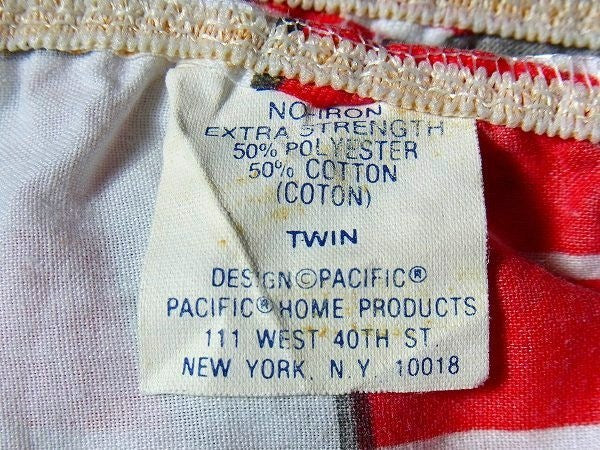 NO-IRON
EXTRA STRENGTH
50% POLYESTER
50% COTTON
(COTON)
TWIN
DESIGN©PACIFIC®
PACIFIC® HOME PRODUCTS
111 WEST 40TH ST.
NEW YORK, N.Y. 10018